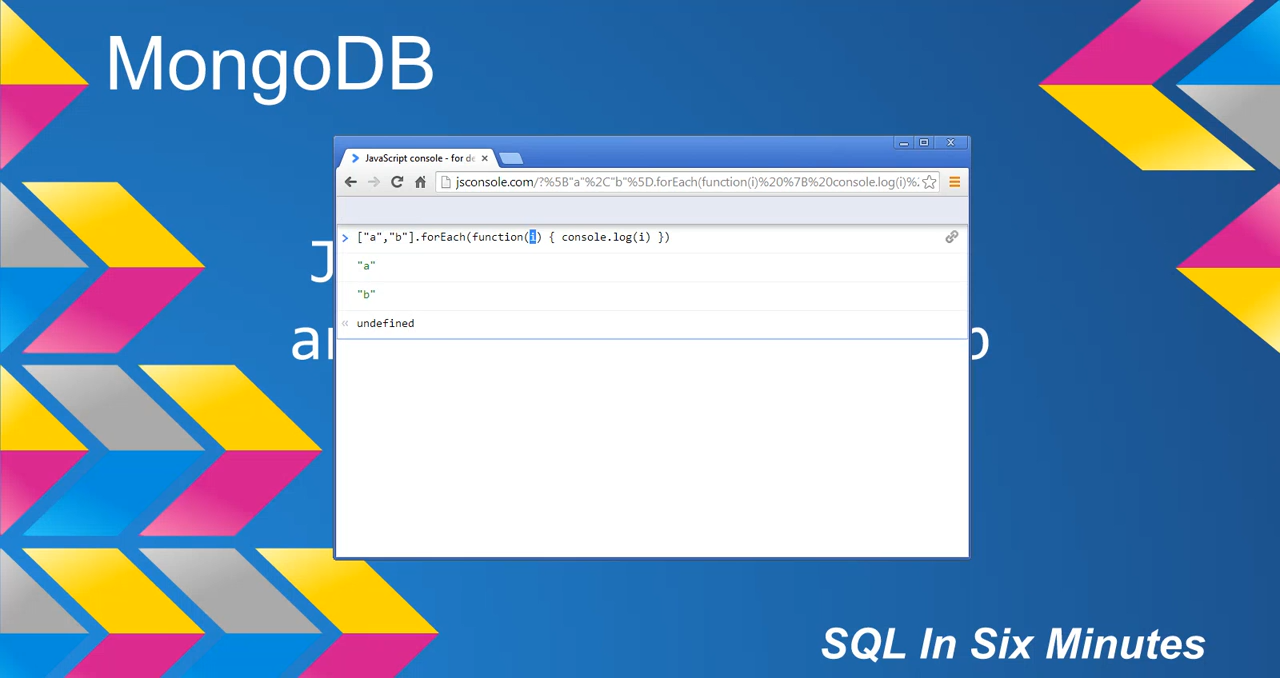 MongoDB
JavaScript console - for de
jsconsole.com/?%5B"a"%2C"b"%5D.forEach(function(i)%20%7B%20console.log(i)%
["a","b"].forEach(function(i) { console.log(i) })
"a"
"b"
undefined
SQL In Six Minutes